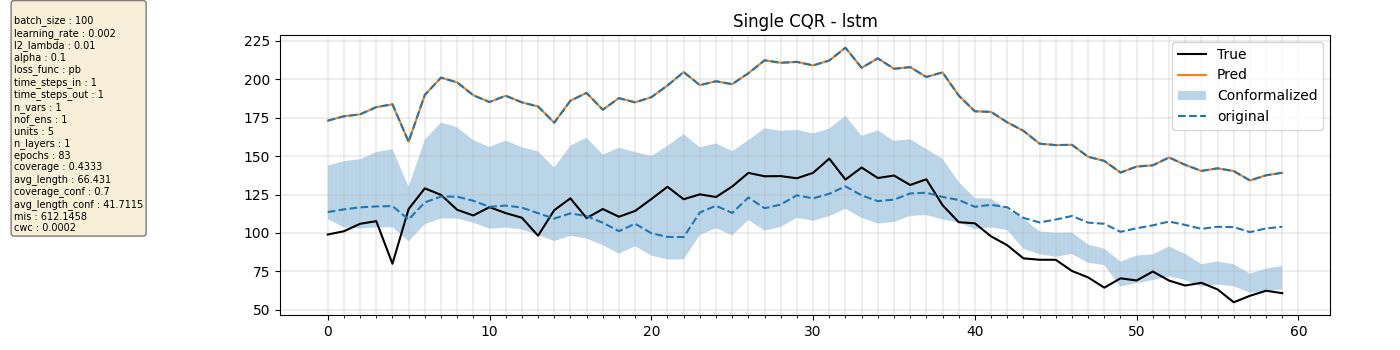 Single CQR - lstm
batch_size : 100
learning_rate : 0.002
l2_lambda : 0.01
alpha : 0.1
loss_func : pb
time_steps_in : 1
time_steps_out : 1
n_vars : 1
nof_ens : 1
units : 5
n_layers : 1
epochs : 83
coverage : 0.4333
avg_length : 66.431
coverage_conf : 0.7
avg_length_conf : 41.7115
mis : 612.1458
cwc : 0.0002
225
200
175
150
125
100
75
50
True
Pred
Conformalized
original
0 10 20 30 40 50 60